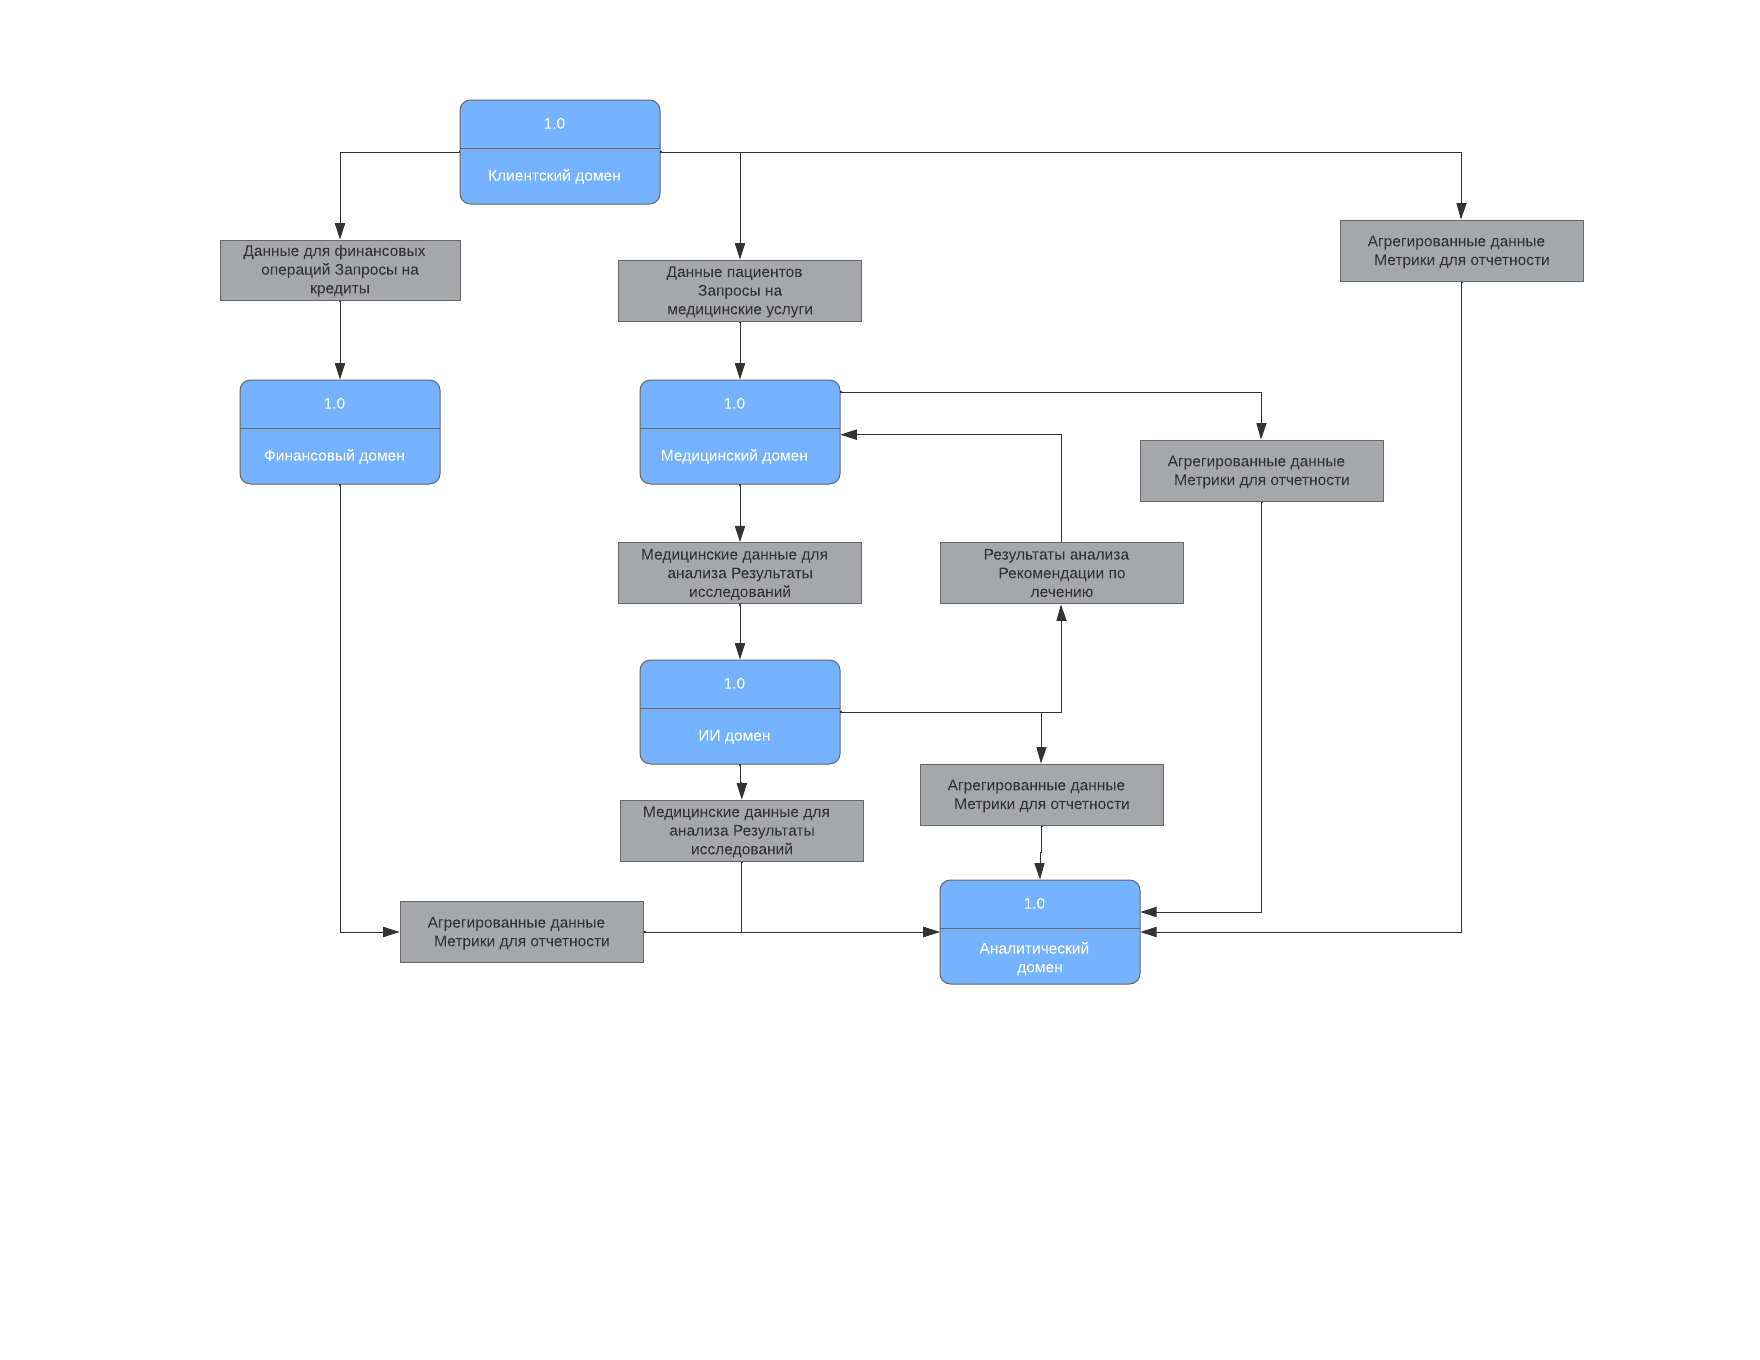 1.0
Клиентский домен
Данные для финансовых
операций Запросы на
кредиты
Данные пациентов
Запросы на
медицинские услуги
Агрегированные данные
Метрики для отчетности
1.0
Финансовый домен
1.0
Медицинский домен
Агрегированные данные
Метрики для отчетности
Медицинские данные для
анализа Результаты
исследований
Результаты анализа
Рекомендации по
лечению
1.0
ИИ домен
Агрегированные данные
Метрики для отчетности
Медицинские данные для
анализа Результаты
исследований
Агрегированные данные
Метрики для отчетности
1.0
Аналитический
домен